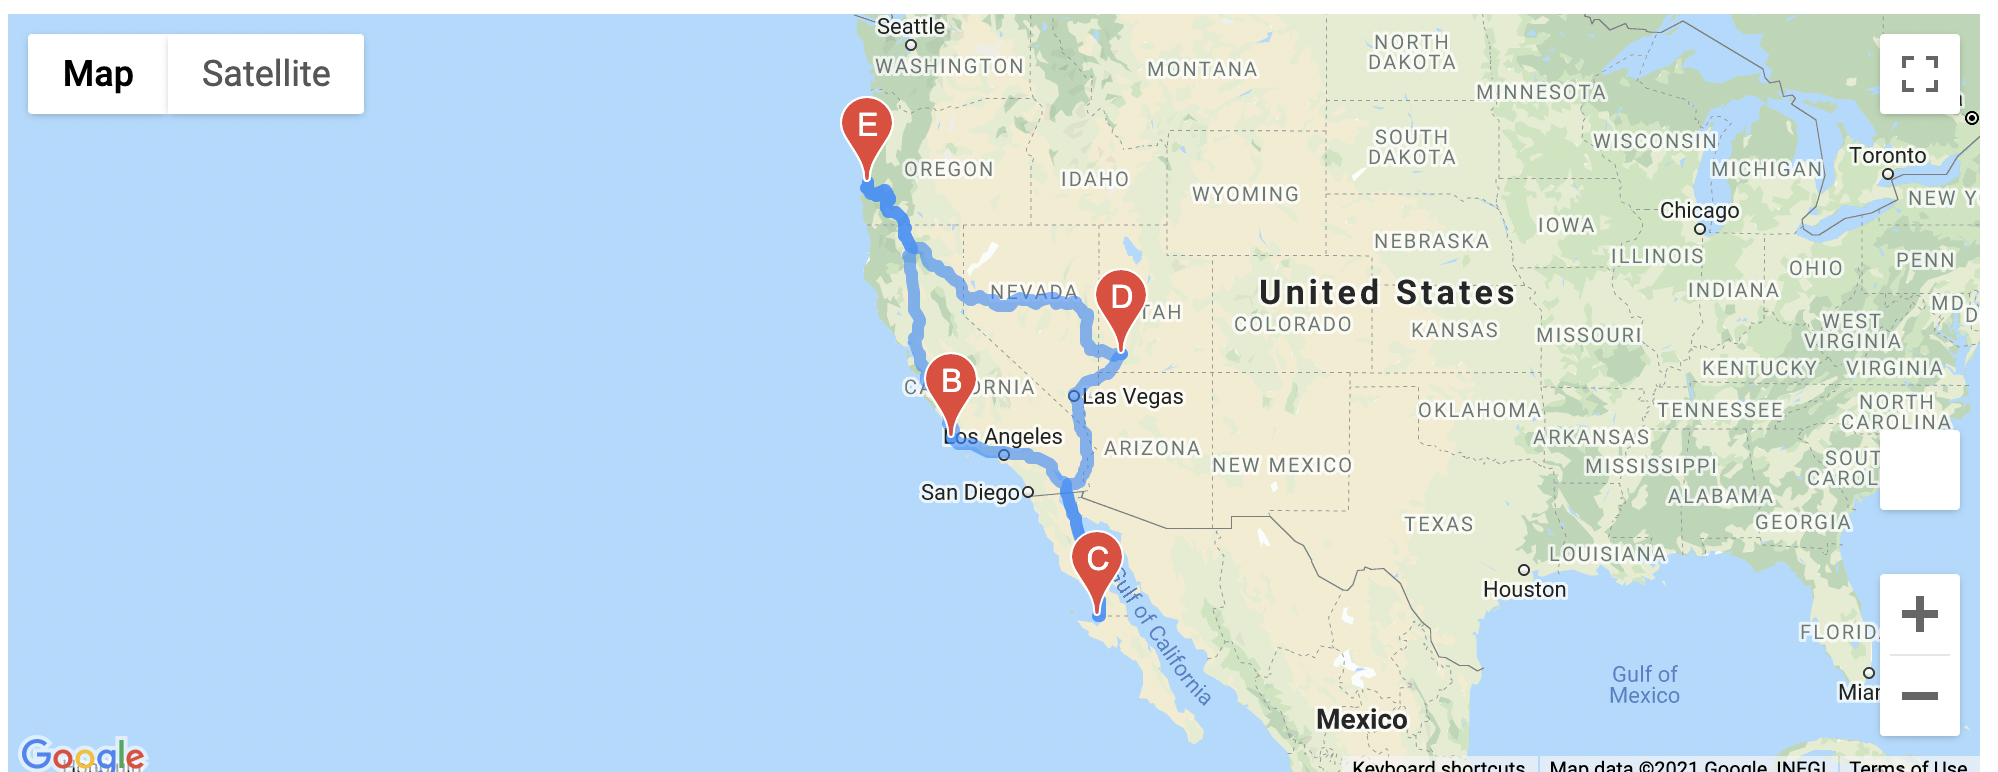 Map
Satellite
Seattle
WASHINGTON
MONTANA
NORTH
DAKOTA
MINNESOTA
E
OREGON
IDAHO
WYOMING
SOUTH
DAKOTA
WISCONSIN
MICHIGAN
Toronto
NEW Y
Chicago
IOWA
NEBRASKA
ILLINOIS
OHIO
PENN
INDIANA
NEVADA
D
TAH
United States
COLORADO
KANSAS
MISSOURI
WEST
VIRGINIA
MD
D
KENTUCKY
VIRGINIA
B
CA
ORNIA
Las Vegas
OKLAHOMA
TENNESSEE
NORTH
CAROLINA
Los Angeles
ARIZONA
NEW MEXICO
ARKANSAS
MISSISSIPPI
SOUT
CAROL
San Diego
ALABAMA
GEORGIA
TEXAS
LOUISIANA
C
Gulf of California
Houston
FLORID
Gulf of
Mexico
Miar
Mexico
Google
Keyboard shortcuts
Map data ©2021 Google, INEGI
Terms of Use